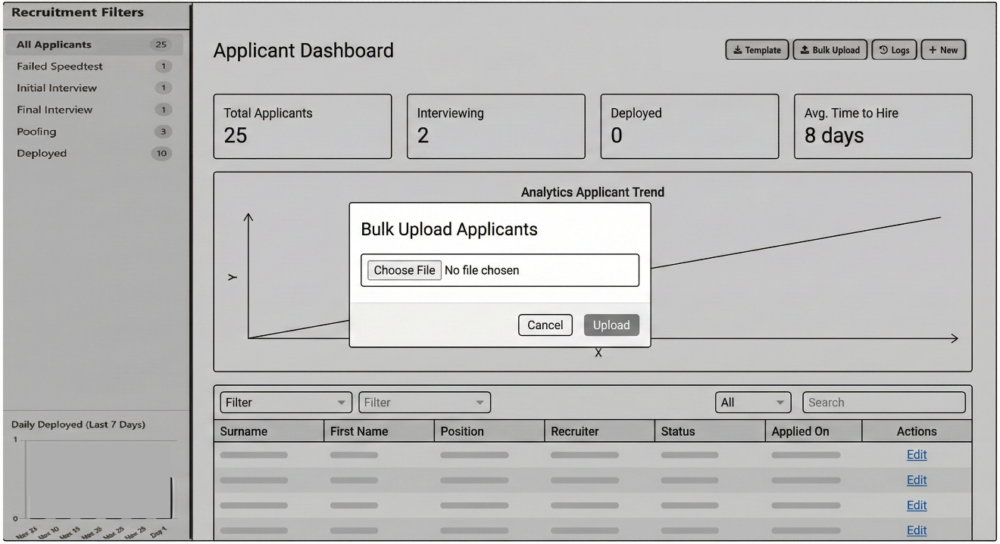 Recruitment Filters
All Applicants 25
Failed Speedtest 1
Initial Interview 1
Final Interview 1
Poofing 3
Deployed 10
Daily Deployed (Last 7 Days)
1
0
Applicant Dashboard
Template Bulk Upload Logs + New
Total Applicants
25
Interviewing
2
Deployed
0
Avg. Time to Hire
8 days
Analytics Applicant Trend
Y
X
Bulk Upload Applicants
Choose File No file chosen
Cancel Upload
Filter Filter All Search
Surname First Name Position Recruiter Status Applied On Actions
Edit
Edit
Edit
Edit